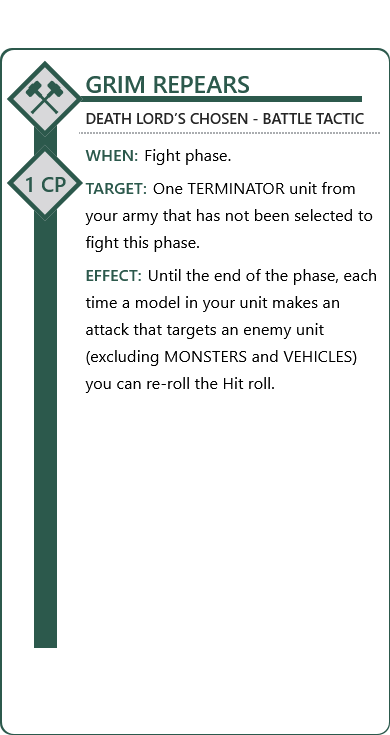 GRIM REPEARS
DEATH LORD'S CHOSEN - BATTLE TACTIC
WHEN: Fight phase.
1 CP
TARGET: One TERMINATOR unit from
your army that has not been selected to
fight this phase.
EFFECT: Until the end of the phase, each
time a model in your unit makes an
attack that targets an enemy unit
(excluding MONSTERS and VEHICLES)
you can re-roll the Hit roll.